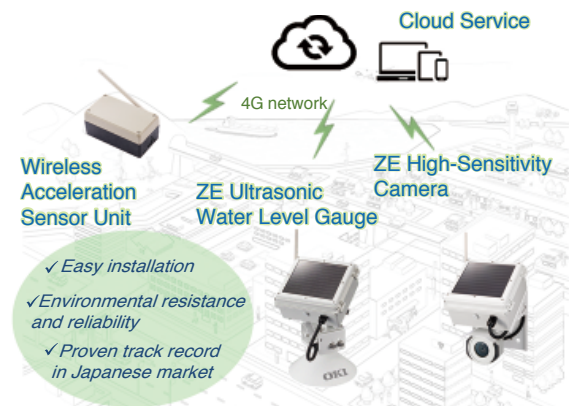 Cloud Service
4G network
Wireless
Acceleration
Sensor Unit
ZE Ultrasonic
Water Level Gauge
ZE High-Sensitivity
Camera
✓ Easy installation
✓Environmental resistance
and reliability
✓ Proven track record
in Japanese market
OKI